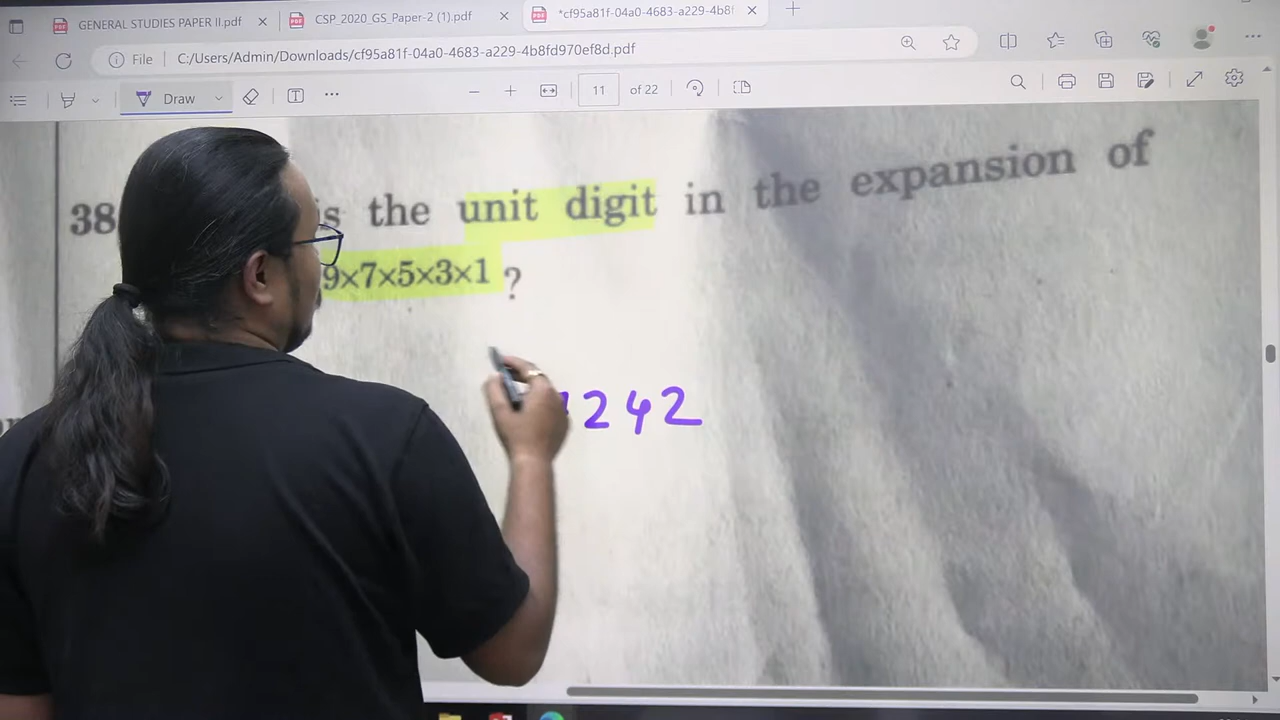 GENERAL STUDIES PAPER II.pdf CSP_2020_GS_Paper-2 (1).pdf *cf95a81f-04a0-4683-a229-4b8f
File C:/Users/Admin/Downloads/cf95a81f-04a0-4683-a229-4b8fd970ef8d.pdf
Draw 11 of 22
38 is the unit digit in the expansion of
9×7×5×3×1 ?
242